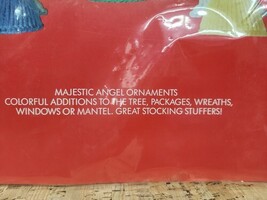 MAJESTIC ANGEL ORNAMENTS
COLORFUL ADDITIONS TO THE TREE, PACKAGES, WREATHS,
WINDOWS OR MANTEL. GREAT STOCKING STUFFERS!